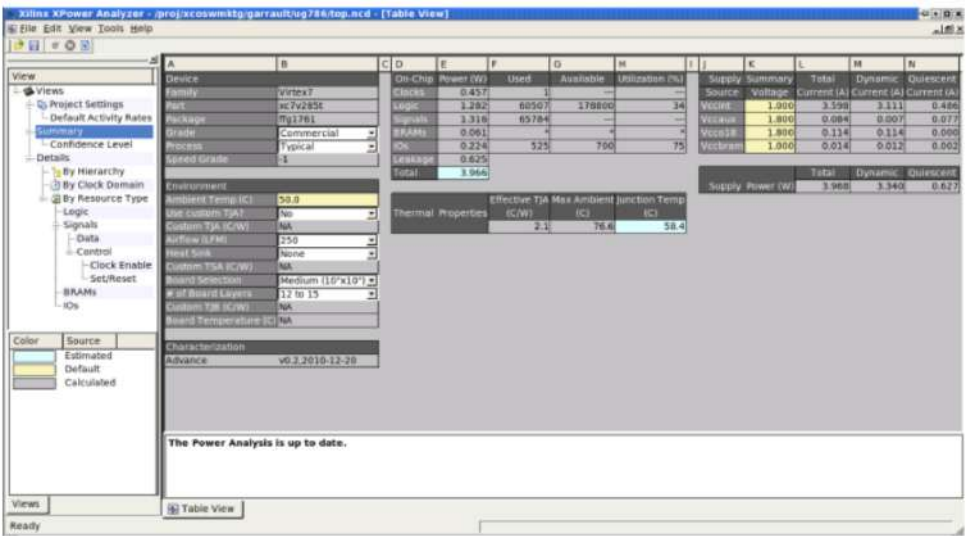 Xilinx XPower Analyzer - /proj/xcoswmktg/garrault/ug786/top.ncd - [Table View]
File Edit View Tools Help
View
Views
Project Settings
Default Activity Rates
Summary
Confidence Level
Details
By Hierarchy
By Clock Domain
By Resource Type
Logic
Signals
Data
Control
Clock Enable
Set/Reset
BRAMs
IOs
Color Source
Estimated
Default
Calculated
Views
A B C D E F G H I J K L M N
Device
Family Virtex7
Part xc7v285t
Package ffg1761
Grade Commercial
Process Typical
Speed Grade -1
Environment
Ambient Temp (C) 50.0
Use custom TJA? No
Custom TJA (C/W) NA
Airflow (LFM) 250
Heat Sink None
Custom TSA (C/W) NA
Board Selection Medium (10"x10")
# of Board Layers 12 to 15
Custom TJB (C/W) NA
Board Temperature (C) NA
Characterization
Advance v0.2,2010-12-20
On-Chip Power (W) Used Available Utilization (%)
Clocks 0.457 1 --- ---
Logic 1.282 60507 178800 34
Signals 1.316 65784 --- ---
BRAMs 0.061 * * *
IOs 0.224 525 700 75
Leakage 0.625
Total 3.966
Thermal Properties Effective TJA (C/W) Max Ambient (C) Junction Temp (C)
2.1 76.6 58.4
Supply Summary Total Dynamic Quiescent
Source Voltage Current (A) Current (A) Current (A)
Vccint 1.000 3.598 3.111 0.486
Vccaux 1.800 0.084 0.007 0.077
Vcco18 1.800 0.114 0.114 0.000
Vccbram 1.000 0.014 0.012 0.002
Total Dynamic Quiescent
Supply Power (W) 3.968 3.340 0.627
The Power Analysis is up to date.
Table View
Ready